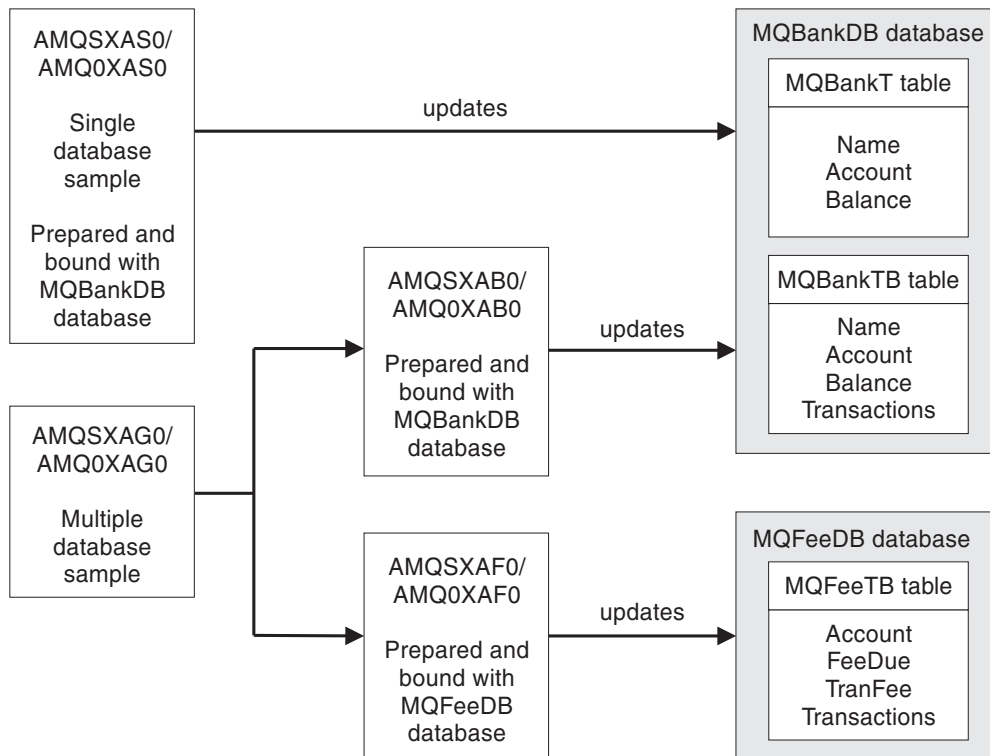 AMQSXAS0/
AMQ0XAS0
Single
database
sample
Prepared and
bound with
MQBankDB
database
updates
MQBankDB database
MQBankT table
Name
Account
Balance
MQBankTB table
Name
Account
Balance
Transactions
AMQSXAB0/
AMQ0XAB0
Prepared and
bound with
MQBankDB
database
updates
AMQSXAG0/
AMQ0XAG0
Multiple
database
sample
AMQSXAF0/
AMQ0XAF0
Prepared and
bound with
MQFeeDB
database
updates
MQFeeDB database
MQFeeTB table
Account
FeeDue
TranFee
Transactions